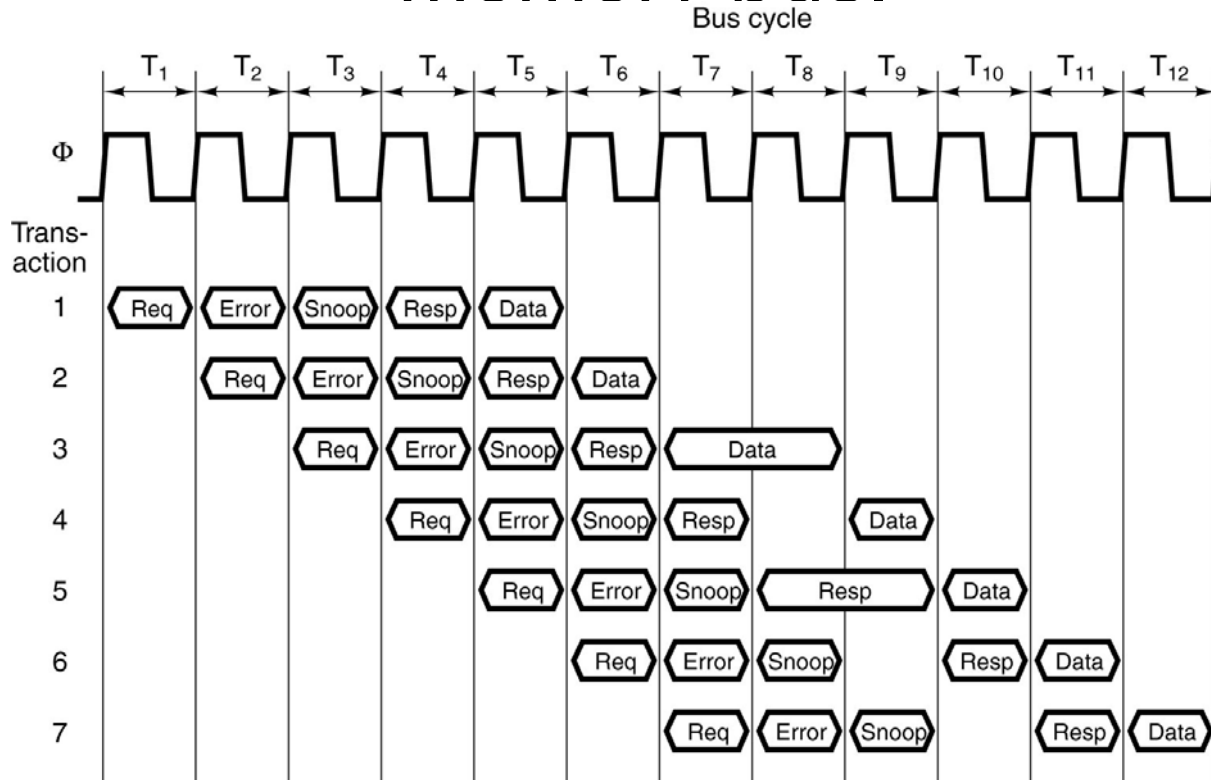 Bus cycle
T1 T2 T3 T4 T5 T6 T7 T8 T9 T10 T11 T12
Φ
Trans-
action
1 Req Error Snoop Resp Data
2 Req Error Snoop Resp Data
3 Req Error Snoop Resp Data
4 Req Error Snoop Resp Data
5 Req Error Snoop Resp Data
6 Req Error Snoop Resp Data
7 Req Error Snoop Resp Data